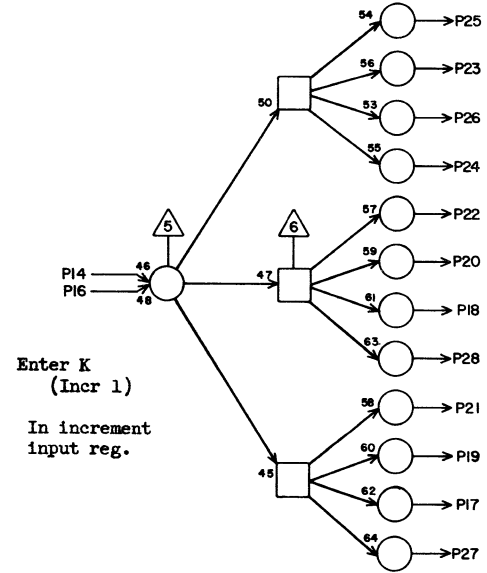 54
P25
56
P23
50
53
P26
55
P24
5
6
57
P22
59
P20
P14
46
47
P16
48
61
P18
63
P28
Enter K
(Incr 1)
In increment
input reg.
58
P21
60
P19
45
62
P17
64
P27